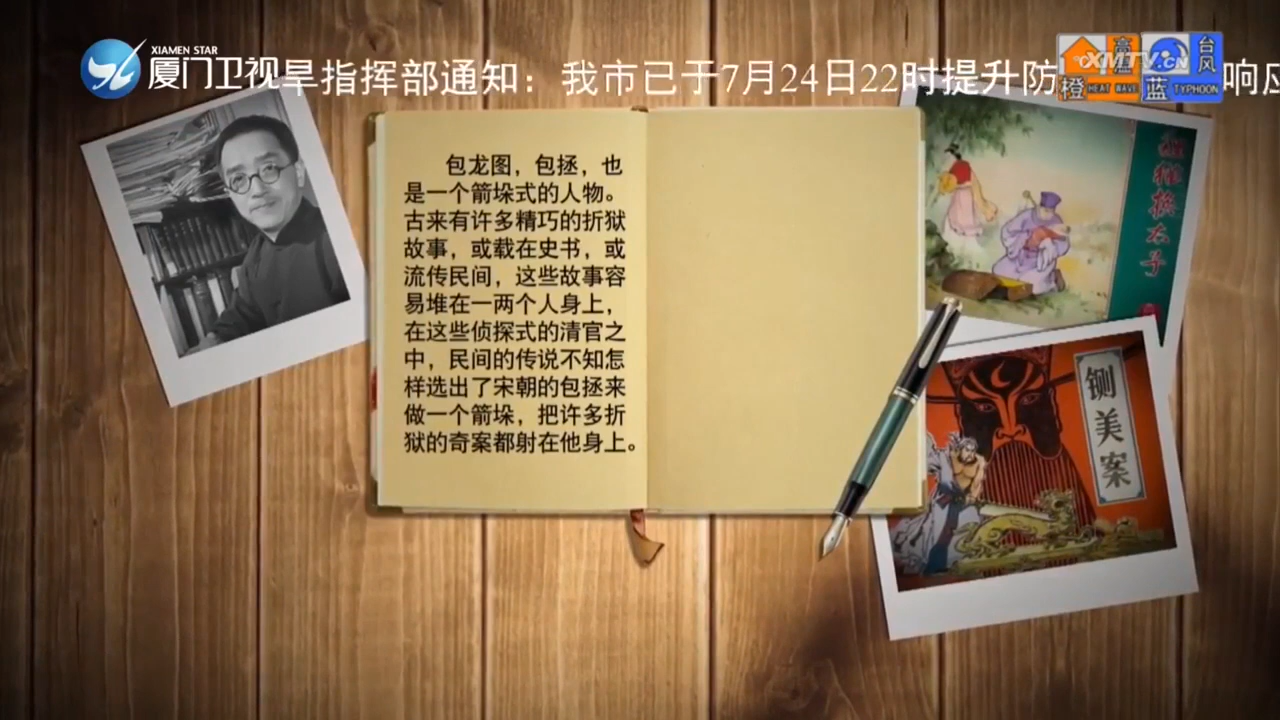 XIAMEN STAR
厦门卫视
旱指挥部通知：我市已于7月24日22时提升防
响应
XMTV.CN
高温
橙
HEAT WAVE
台风
蓝
TYPHOON
包龙图，包拯，也
是一个箭垛式的人物。
古来有许多精巧的折狱
故事，或载在史书，或
流传民间，这些故事容
易堆在一两个人身上，
在这些侦探式的清官之
中，民间的传说不知怎
样选出了宋朝的包拯来
做一个箭垛，把许多折
狱的奇案都射在他身上。
狸猫换太子
铡美案